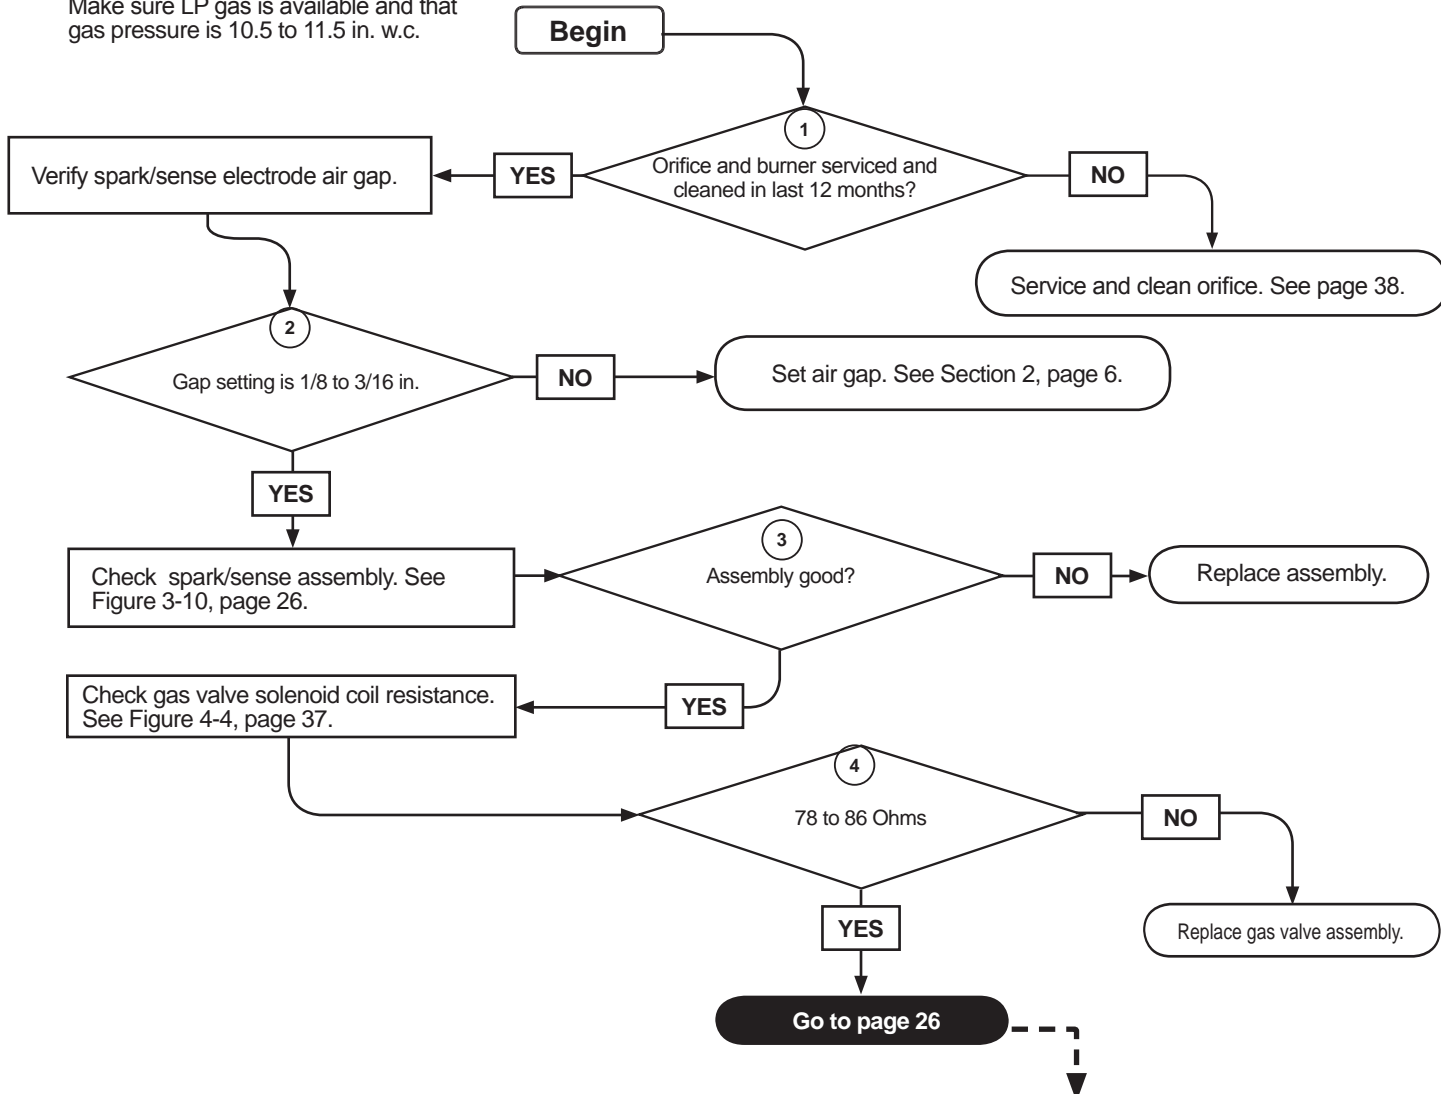 Make sure LP gas is available and that
gas pressure is 10.5 to 11.5 in. w.c.
Begin
1
Orifice and burner serviced and
cleaned in last 12 months?
YES
NO
Verify spark/sense electrode air gap.
Service and clean orifice. See page 38.
2
Gap setting is 1/8 to 3/16 in.
NO
Set air gap. See Section 2, page 6.
YES
Check  spark/sense assembly. See
Figure 3-10, page 26.
3
Assembly good?
NO
Replace assembly.
YES
Check gas valve solenoid coil resistance.
See Figure 4-4, page 37.
4
78 to 86 Ohms
NO
Replace gas valve assembly.
YES
Go to page 26